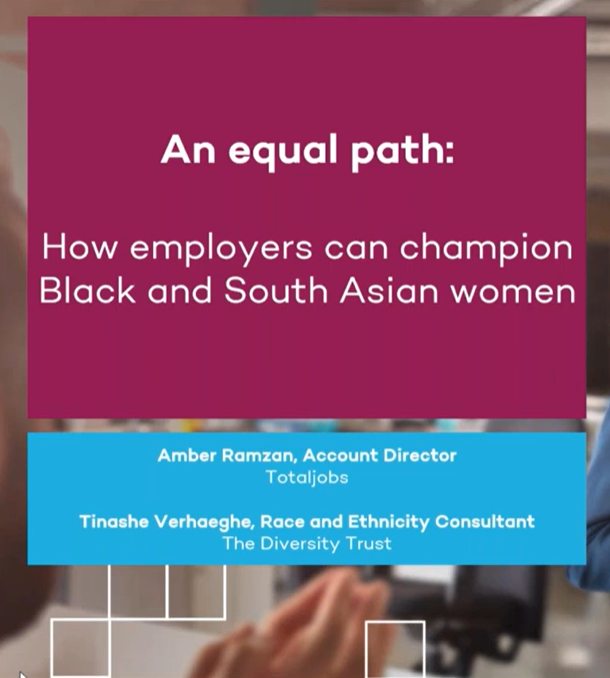 An equal path:
How employers can champion
Black and South Asian women
Amber Ramzan, Account Director
Totaljobs
Tinashe Verhaeghe, Race and Ethnicity Consultant
The Diversity Trust